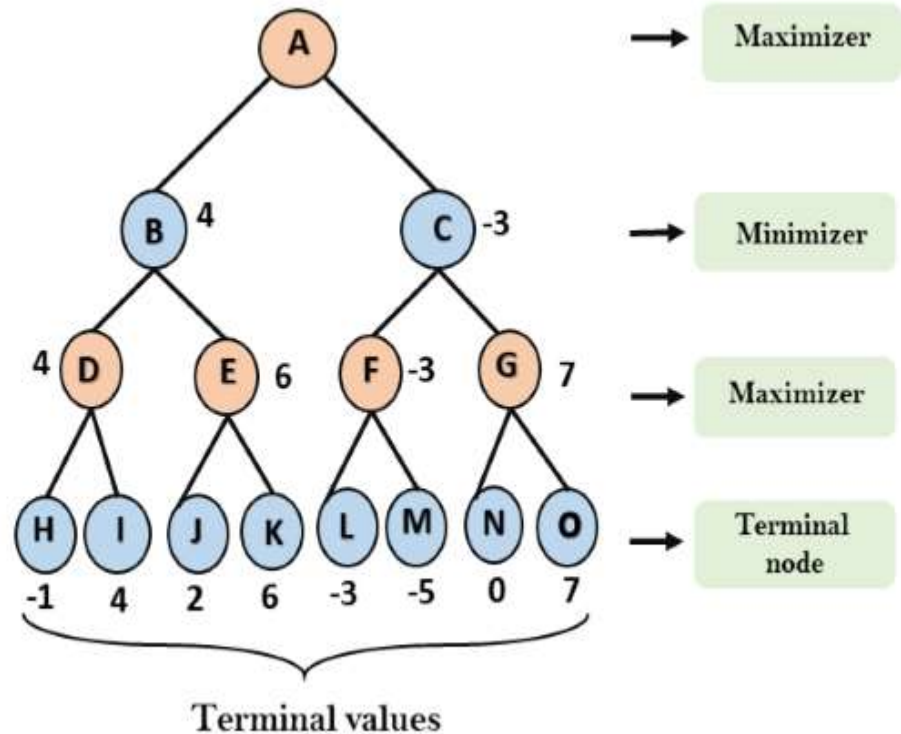 A
Maximizer
B 4
C -3
Minimizer
4 D
E 6
F -3
G 7
Maximizer
H I J K L M N O
Terminal
node
-1 4 2 6 -3 -5 0 7
Terminal values